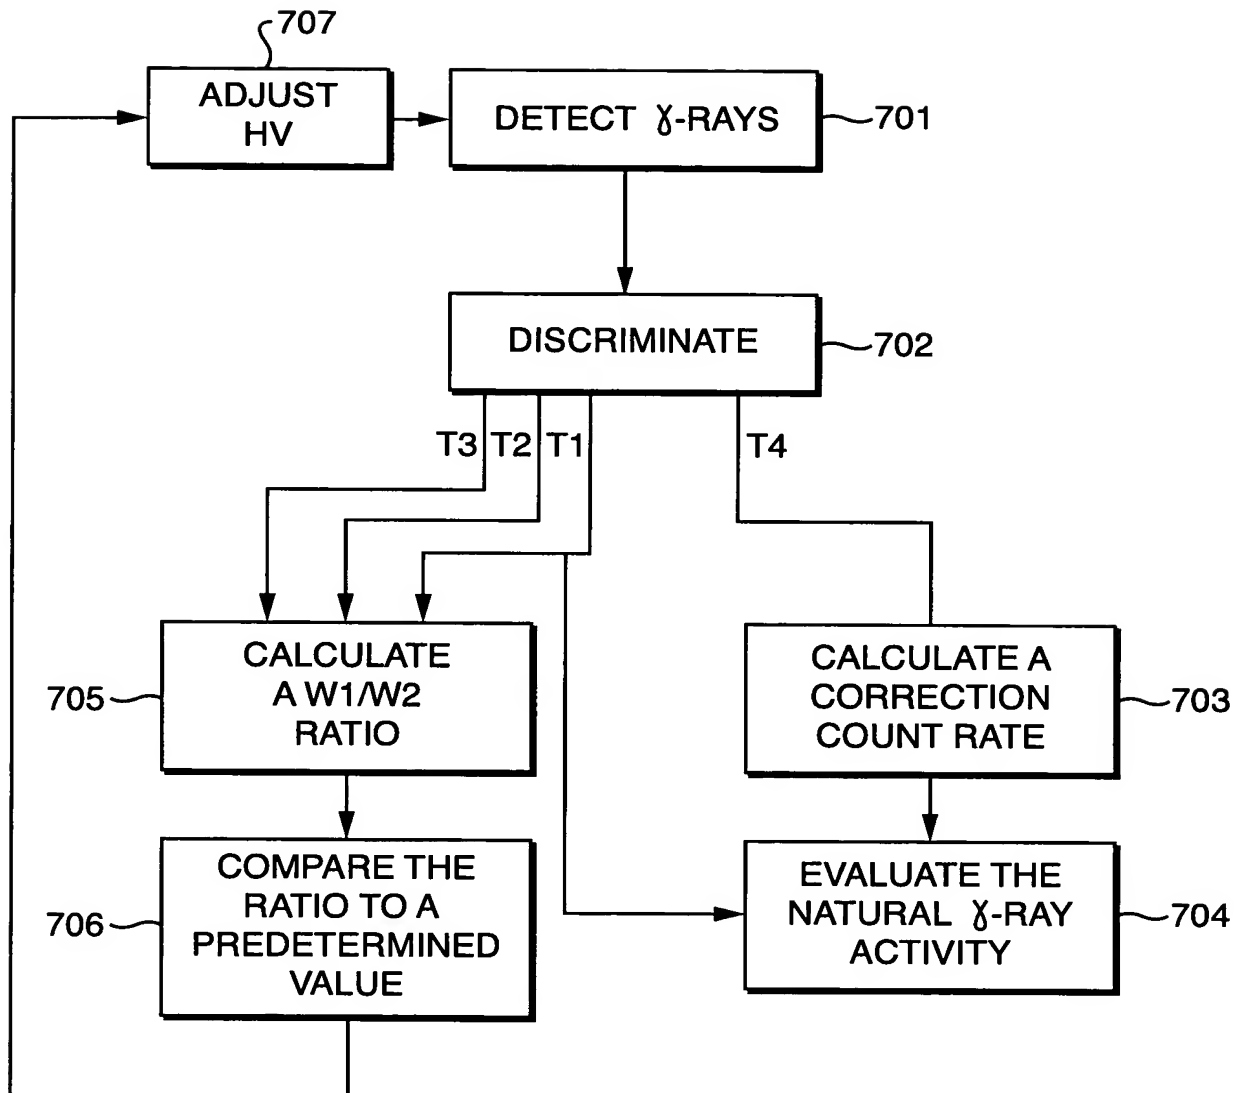 707
ADJUST
HV
DETECT ɣ-RAYS
701
DISCRIMINATE
702
T3 T2 T1 T4
CALCULATE
A W1/W2
RATIO
705
CALCULATE A
CORRECTION
COUNT RATE
703
COMPARE THE
RATIO TO A
PREDETERMINED
VALUE
706
EVALUATE THE
NATURAL ɣ-RAY
ACTIVITY
704